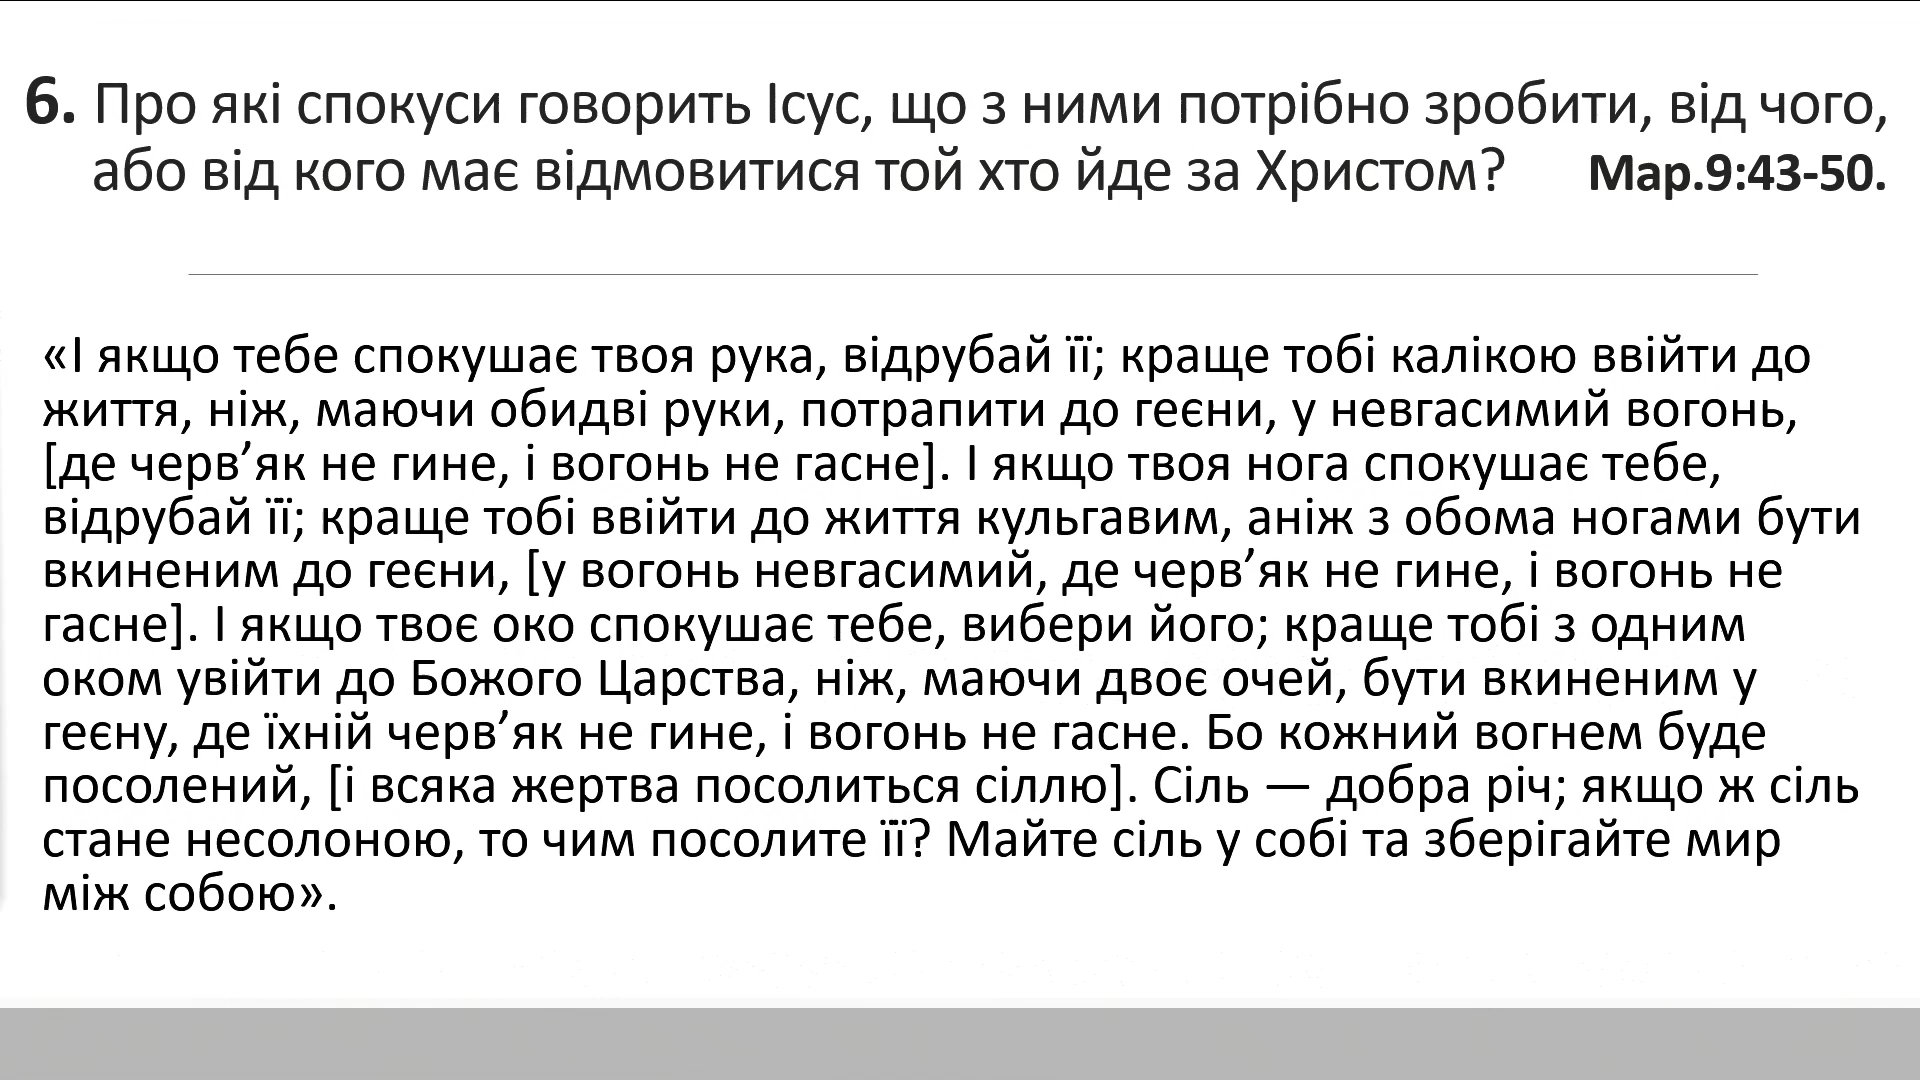 6. Про які спокуси говорить Ісус, що з ними потрібно зробити, від чого,
або від кого має відмовитися той хто йде за Христом? Мар.9:43-50.
«І якщо тебе спокушає твоя рука, відрубай її; краще тобі калікою ввійти до
життя, ніж, маючи обидві руки, потрапити до геєни, у невгасимий вогонь,
[де черв’як не гине, і вогонь не гасне]. І якщо твоя нога спокушає тебе,
відрубай її; краще тобі ввійти до життя кульгавим, аніж з обома ногами бути
вкиненим до геєни, [у вогонь невгасимий, де черв’як не гине, і вогонь не
гасне]. І якщо твоє око спокушає тебе, вибери його; краще тобі з одним
оком увійти до Божого Царства, ніж, маючи двоє очей, бути вкиненим у
геєну, де їхній черв’як не гине, і вогонь не гасне. Бо кожний вогнем буде
посолений, [і всяка жертва посолиться сіллю]. Сіль — добра річ; якщо ж сіль
стане несолоною, то чим посолите її? Майте сіль у собі та зберігайте мир
між собою».